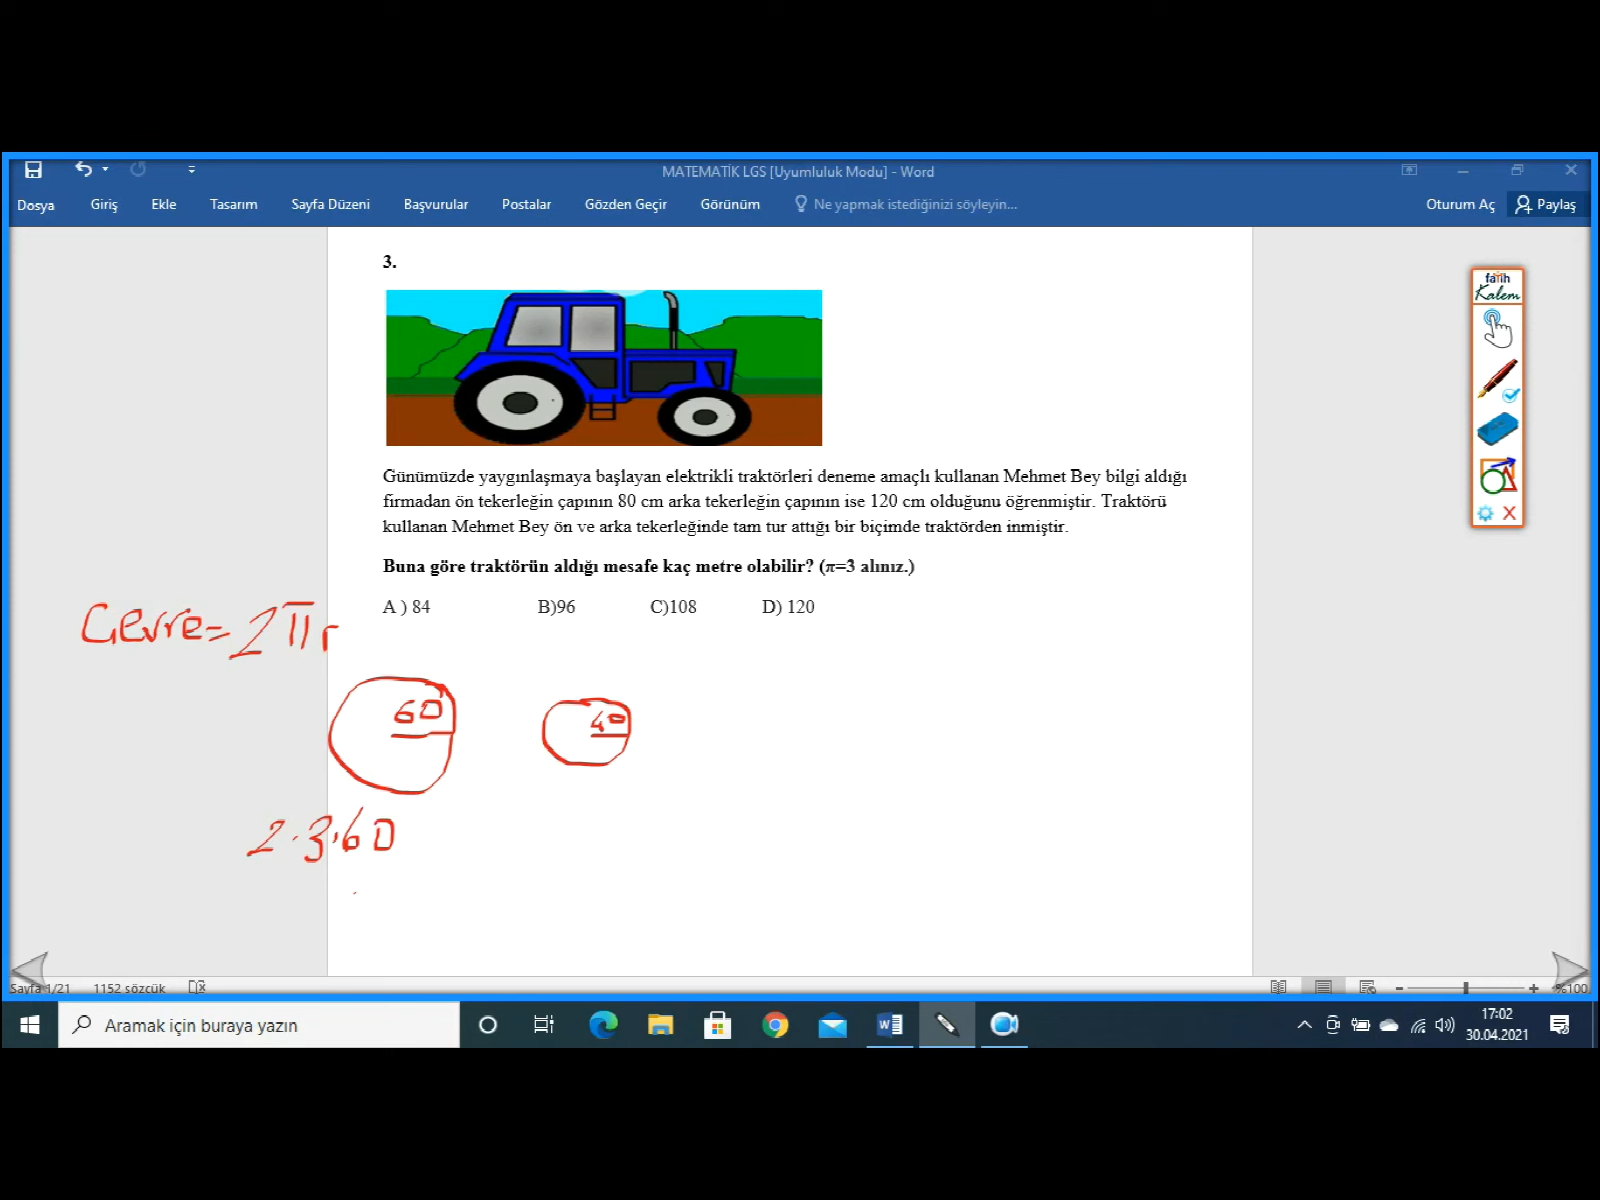 MATEMATİK LGS [Uyumluluk Modu] - Word
Dosya Giriş Ekle Tasarım Sayfa Düzeni Başvurular Postalar Gözden Geçir Görünüm Ne yapmak istediğinizi söyleyin... Oturum Aç Paylaş
3.
fatih
Kalem
Günümüzde yaygınlaşmaya başlayan elektrikli traktörleri deneme amaçlı kullanan Mehmet Bey bilgi aldığı
firmadan ön tekerleğin çapının 80 cm arka tekerleğin çapının ise 120 cm olduğunu öğrenmiştir. Traktörü
kullanan Mehmet Bey ön ve arka tekerleğinde tam tur attığı bir biçimde traktörden inmiştir.
Buna göre traktörün aldığı mesafe kaç metre olabilir? (π=3 alınız.)
A ) 84 B)96 C)108 D) 120
Çevre= 2πr
60 40
2.3.60
Sayfa 1/21 1152 sözcük %100
Aramak için buraya yazın
17:02
30.04.2021